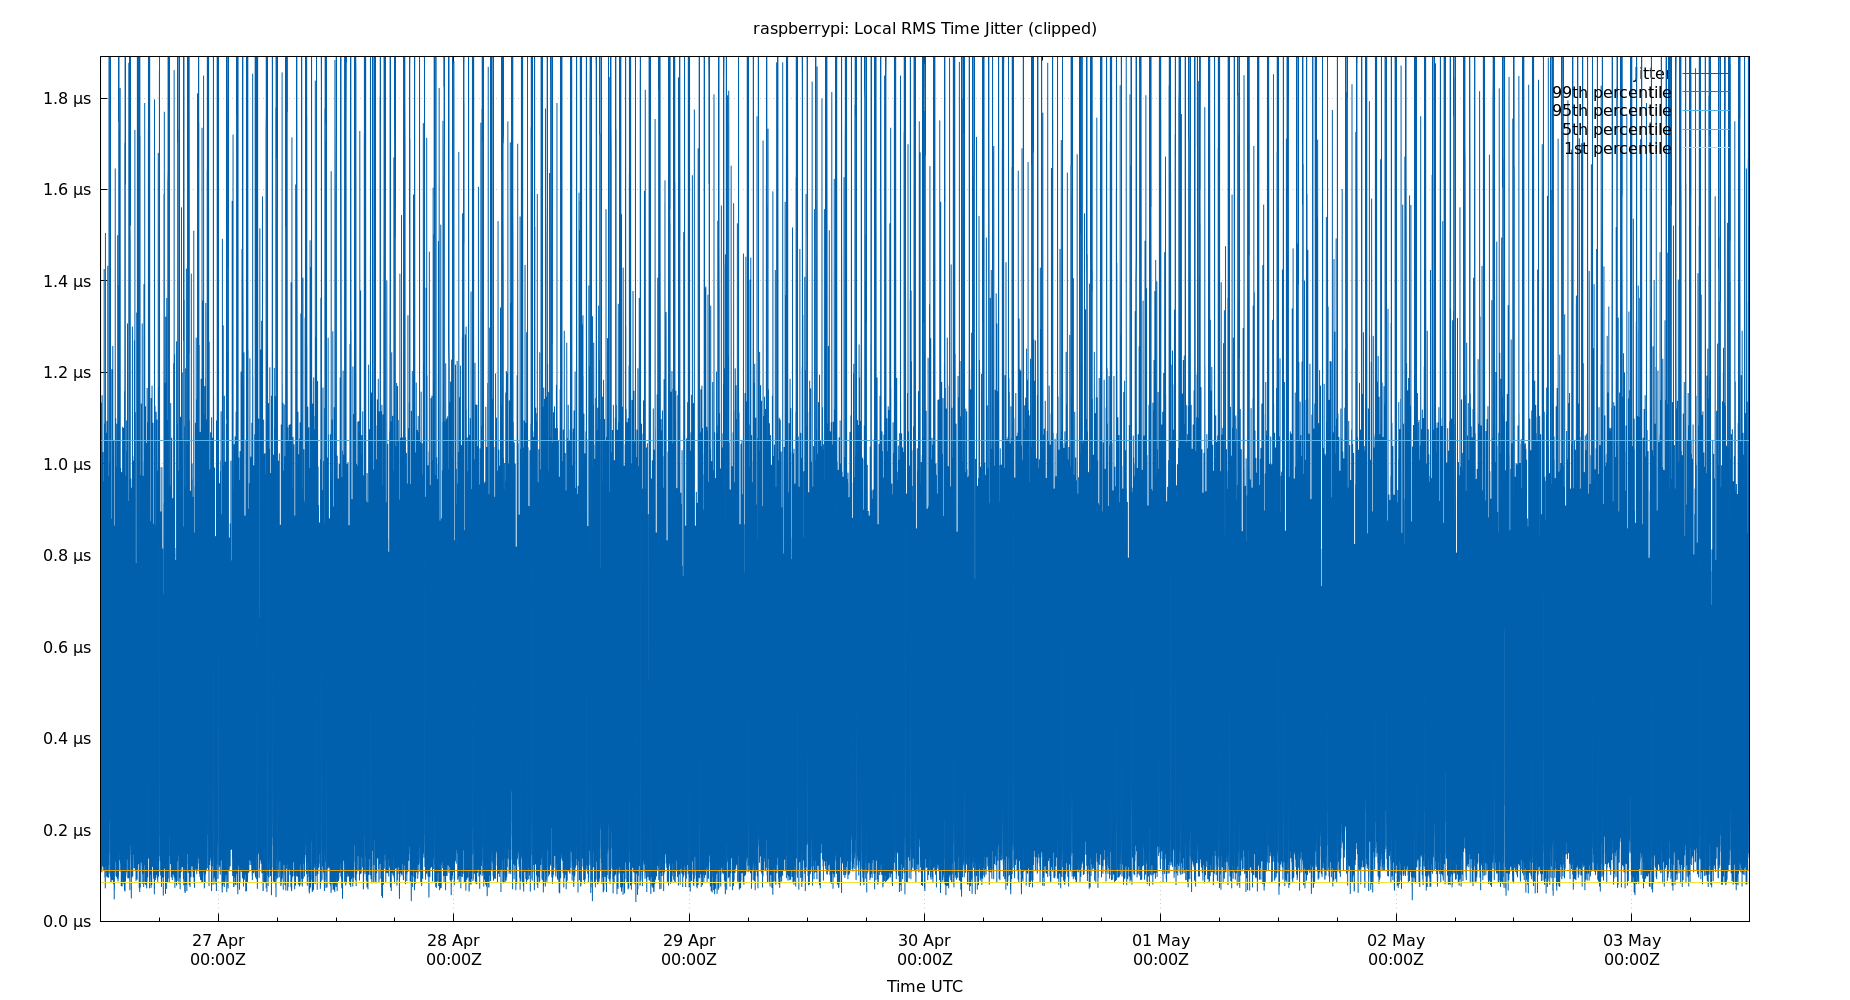 raspberrypi: Local RMS Time Jitter (clipped)
jitter
99th percentile
95th percentile
5th percentile
1st percentile
1.8 μs
1.6 μs
1.4 μs
1.2 μs
1.0 μs
0.8 μs
0.6 μs
0.4 μs
0.2 μs
0.0 μs
27 Apr 28 Apr 29 Apr 30 Apr 01 May 02 May 03 May
00:00Z 00:00Z 00:00Z 00:00Z 00:00Z 00:00Z 00:00Z
Time UTC